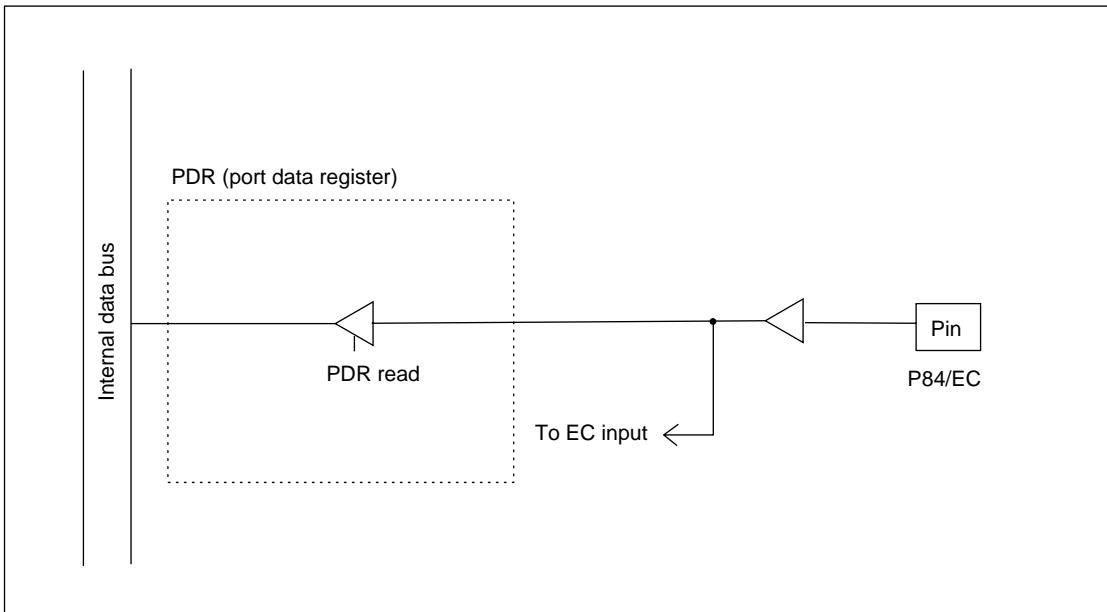 PDR (port data register)
Internal data bus
Pin
PDR read
P84/EC
To EC input